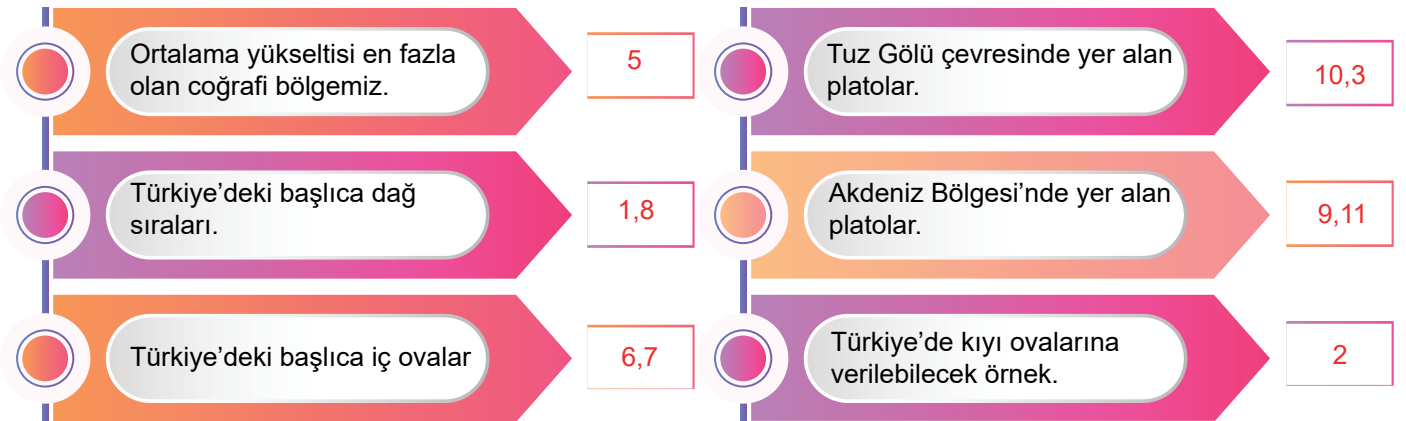 Ortalama yükseltisi en fazla
olan coğrafi bölgemiz.
5
Türkiye’deki başlıca dağ
sıraları.
1,8
Türkiye’deki başlıca iç ovalar
6,7
Tuz Gölü çevresinde yer alan
platolar.
10,3
Akdeniz Bölgesi’nde yer alan
platolar.
9,11
Türkiye’de kıyı ovalarına
verilebilecek örnek.
2